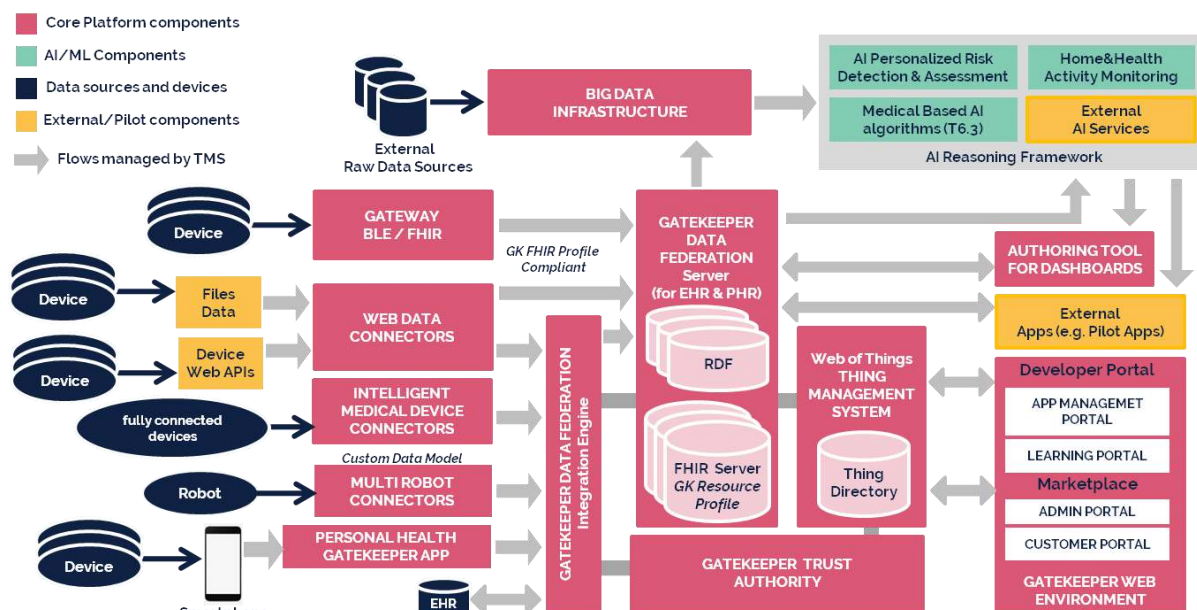 Core Platform components
AI/ML Components
Data sources and devices
External/Pilot components
Flows managed by TMS
External
Raw Data Sources
BIG DATA
INFRASTRUCTURE
AI Personalized Risk
Detection & Assessment
Home&Health
Activity Monitoring
Medical Based AI
algorithms (T6.3)
External
AI Services
AI Reasoning Framework
Device
GATEWAY
BLE / FHIR
GK FHIR Profile
Compliant
GATEKEEPER
DATA
FEDERATION
Server
(for EHR & PHR)
RDF
FHIR Server
GK Resource
Profile
AUTHORING TOOL
FOR DASHBOARDS
External
Apps (e.g. Pilot Apps)
Device
Files
Data
WEB DATA
CONNECTORS
Device
Device
Web APIs
fully connected
devices
INTELLIGENT
MEDICAL DEVICE
CONNECTORS
Custom Data Model
Robot
MULTI ROBOT
CONNECTORS
Device
PERSONAL HEALTH
GATEKEEPER APP
EHR
GATEKEEPER DATA FEDERATION
Integration Engine
Web of Things
THING
MANAGEMENT
SYSTEM
Thing
Directory
GATEKEEPER TRUST
AUTHORITY
Developer Portal
APP MANAGEMET
PORTAL
LEARNING PORTAL
Marketplace
ADMIN PORTAL
CUSTOMER PORTAL
GATEKEEPER WEB
ENVIRONMENT